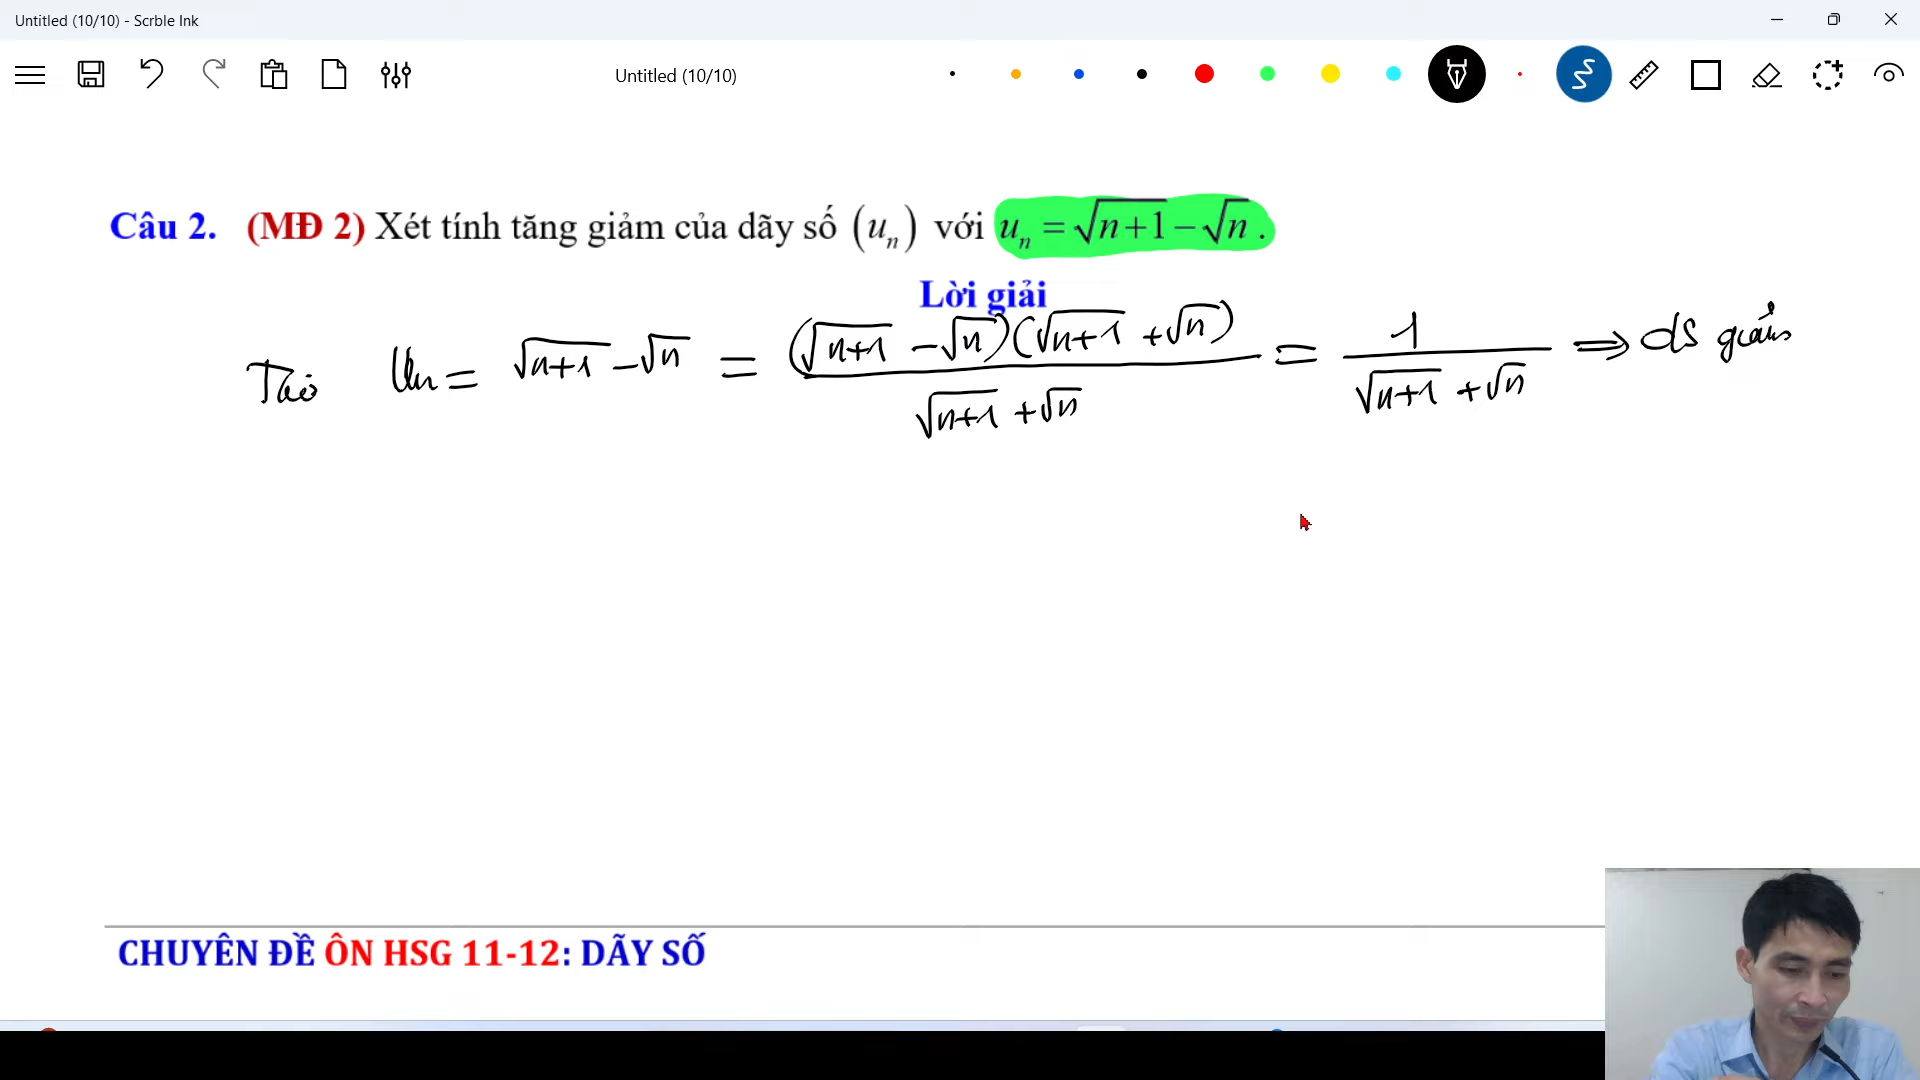 Untitled (10/10) - Scrble Ink
Untitled (10/10)
Câu 2. (MĐ 2) Xét tính tăng giảm của dãy số (uₙ) với uₙ = √(n+1) − √n .
Lời giải
Ta có Uₙ = √(n+1) − √n = (√(n+1) − √n)(√(n+1) + √n) / (√(n+1) + √n) = 1 / (√(n+1) + √n) ⇒ ds giảm
CHUYÊN ĐỀ ÔN HSG 11-12: DÃY SỐ